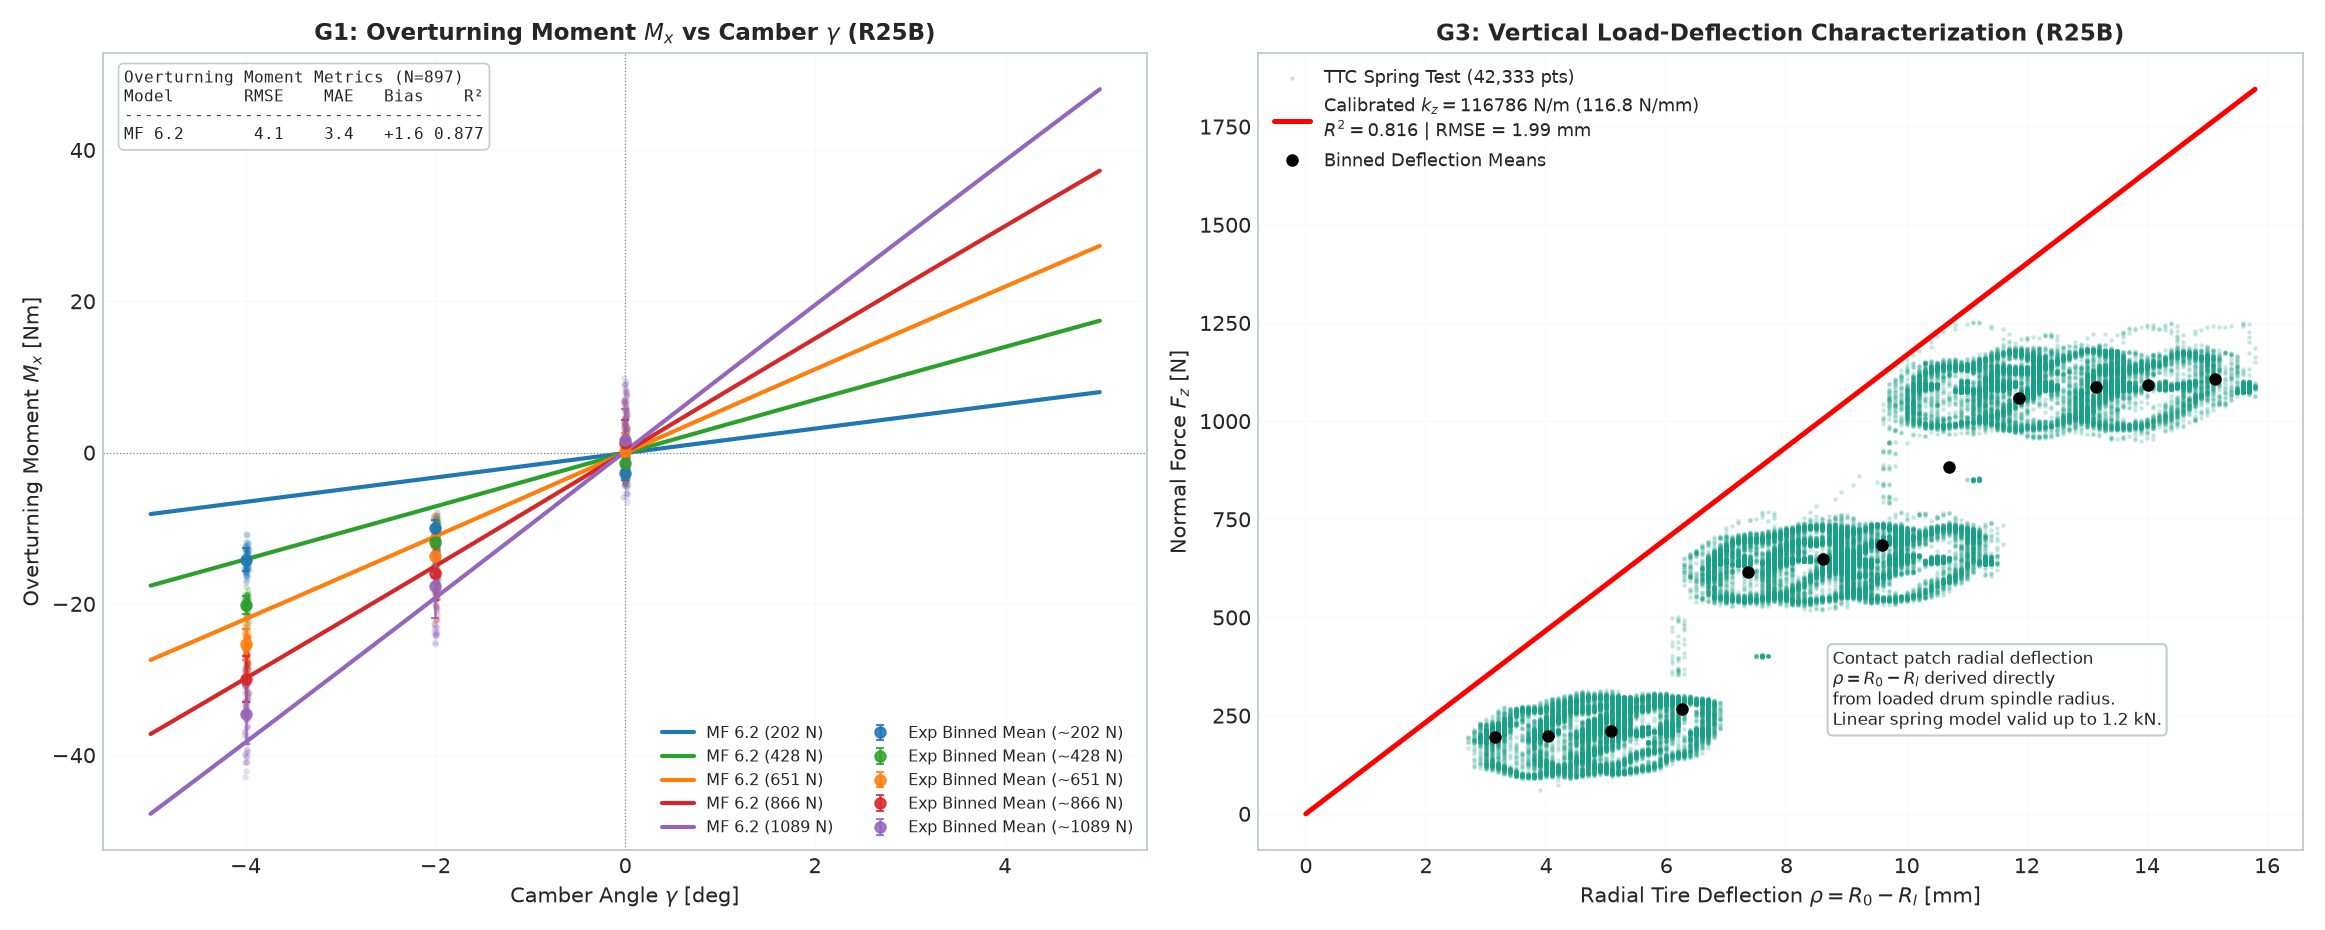 G1: Overturning Moment Mₓ vs Camber γ (R25B)
Overturning Moment Metrics (N=897)
Model RMSE MAE Bias R²
-----------------------------------
MF 6.2 4.1 3.4 +1.6 0.877
40
20
0
−20
−40
Overturning Moment Mₓ [Nm]
MF 6.2 (202 N)
MF 6.2 (428 N)
MF 6.2 (651 N)
MF 6.2 (866 N)
MF 6.2 (1089 N)
Exp Binned Mean (~202 N)
Exp Binned Mean (~428 N)
Exp Binned Mean (~651 N)
Exp Binned Mean (~866 N)
Exp Binned Mean (~1089 N)
−4 −2 0 2 4
Camber Angle γ [deg]
G3: Vertical Load-Deflection Characterization (R25B)
TTC Spring Test (42,333 pts)
Calibrated k_z = 116786 N/m (116.8 N/mm)
R² = 0.816 | RMSE = 1.99 mm
Binned Deflection Means
1750
1500
1250
1000
750
500
250
0
Normal Force F_z [N]
Contact patch radial deflection
ρ = R₀ − R_l derived directly
from loaded drum spindle radius.
Linear spring model valid up to 1.2 kN.
0 2 4 6 8 10 12 14 16
Radial Tire Deflection ρ = R₀ − R_l [mm]